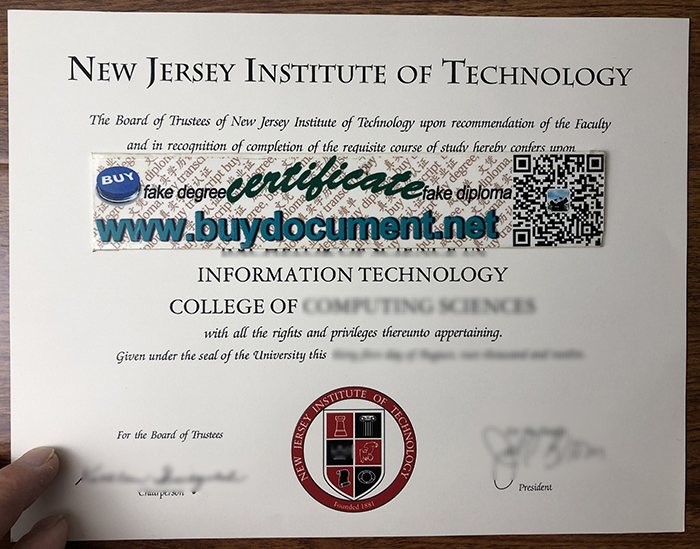 NEW JERSEY INSTITUTE OF TECHNOLOGY
The Board of Trustees of New Jersey Institute of Technology upon recommendation of the Faculty
and in recognition of completion of the requisite course of study hereby confers upon
BUY
fake degree certificate fake diploma
www.buydocument.net
INFORMATION TECHNOLOGY
COLLEGE OF COMPUTING SCIENCES
with all the rights and privileges thereunto appertaining.
Given under the seal of the University this
NEW JERSEY INSTITUTE OF TECHNOLOGY
Founded 1881
For the Board of Trustees
Chairperson
President